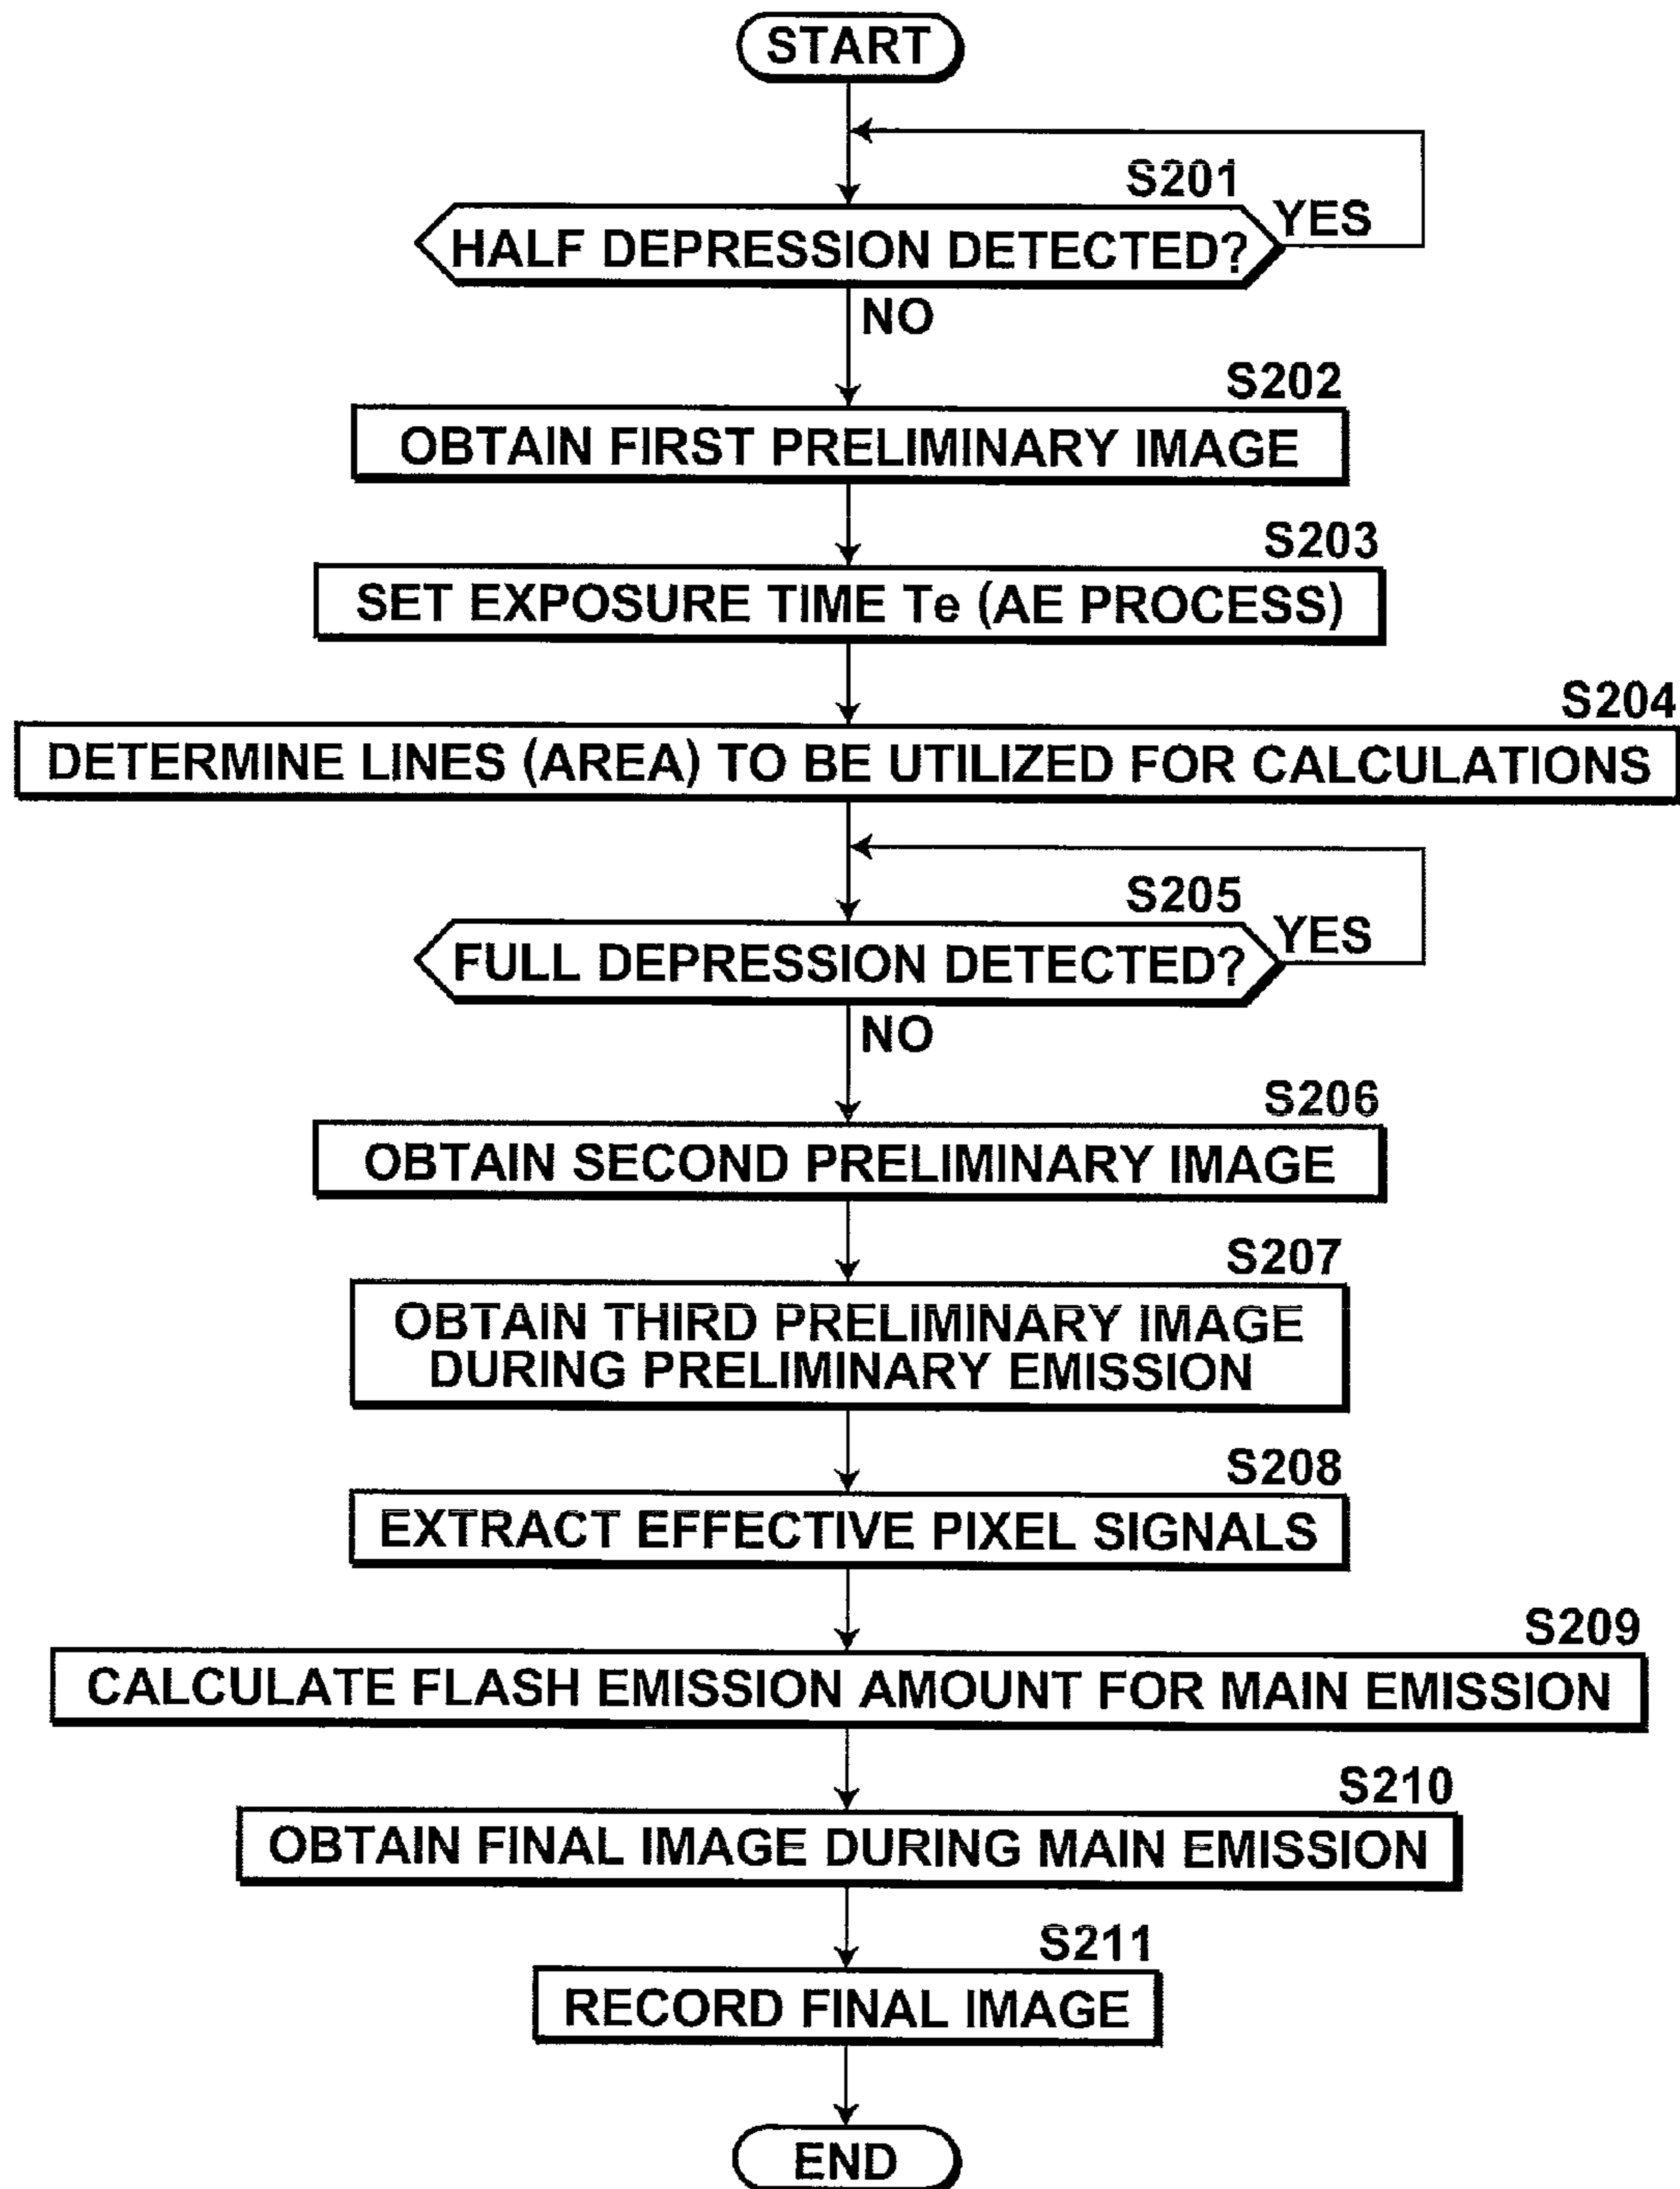 START
S201
HALF DEPRESSION DETECTED?
YES
NO
S202
OBTAIN FIRST PRELIMINARY IMAGE
S203
SET EXPOSURE TIME Te (AE PROCESS)
S204
DETERMINE LINES (AREA) TO BE UTILIZED FOR CALCULATIONS
S205
FULL DEPRESSION DETECTED?
YES
NO
S206
OBTAIN SECOND PRELIMINARY IMAGE
S207
OBTAIN THIRD PRELIMINARY IMAGE
DURING PRELIMINARY EMISSION
S208
EXTRACT EFFECTIVE PIXEL SIGNALS
S209
CALCULATE FLASH EMISSION AMOUNT FOR MAIN EMISSION
S210
OBTAIN FINAL IMAGE DURING MAIN EMISSION
S211
RECORD FINAL IMAGE
END